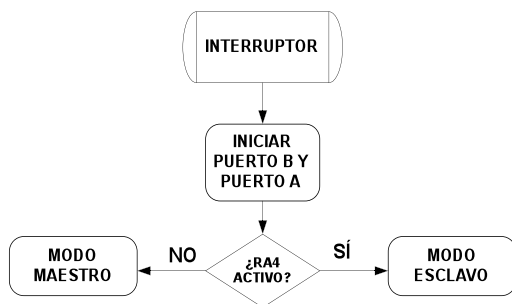 INTERRUPTOR
INICIAR
PUERTO B Y
PUERTO A
¿RA4
ACTIVO?
NO
SÍ
MODO
MAESTRO
MODO
ESCLAVO